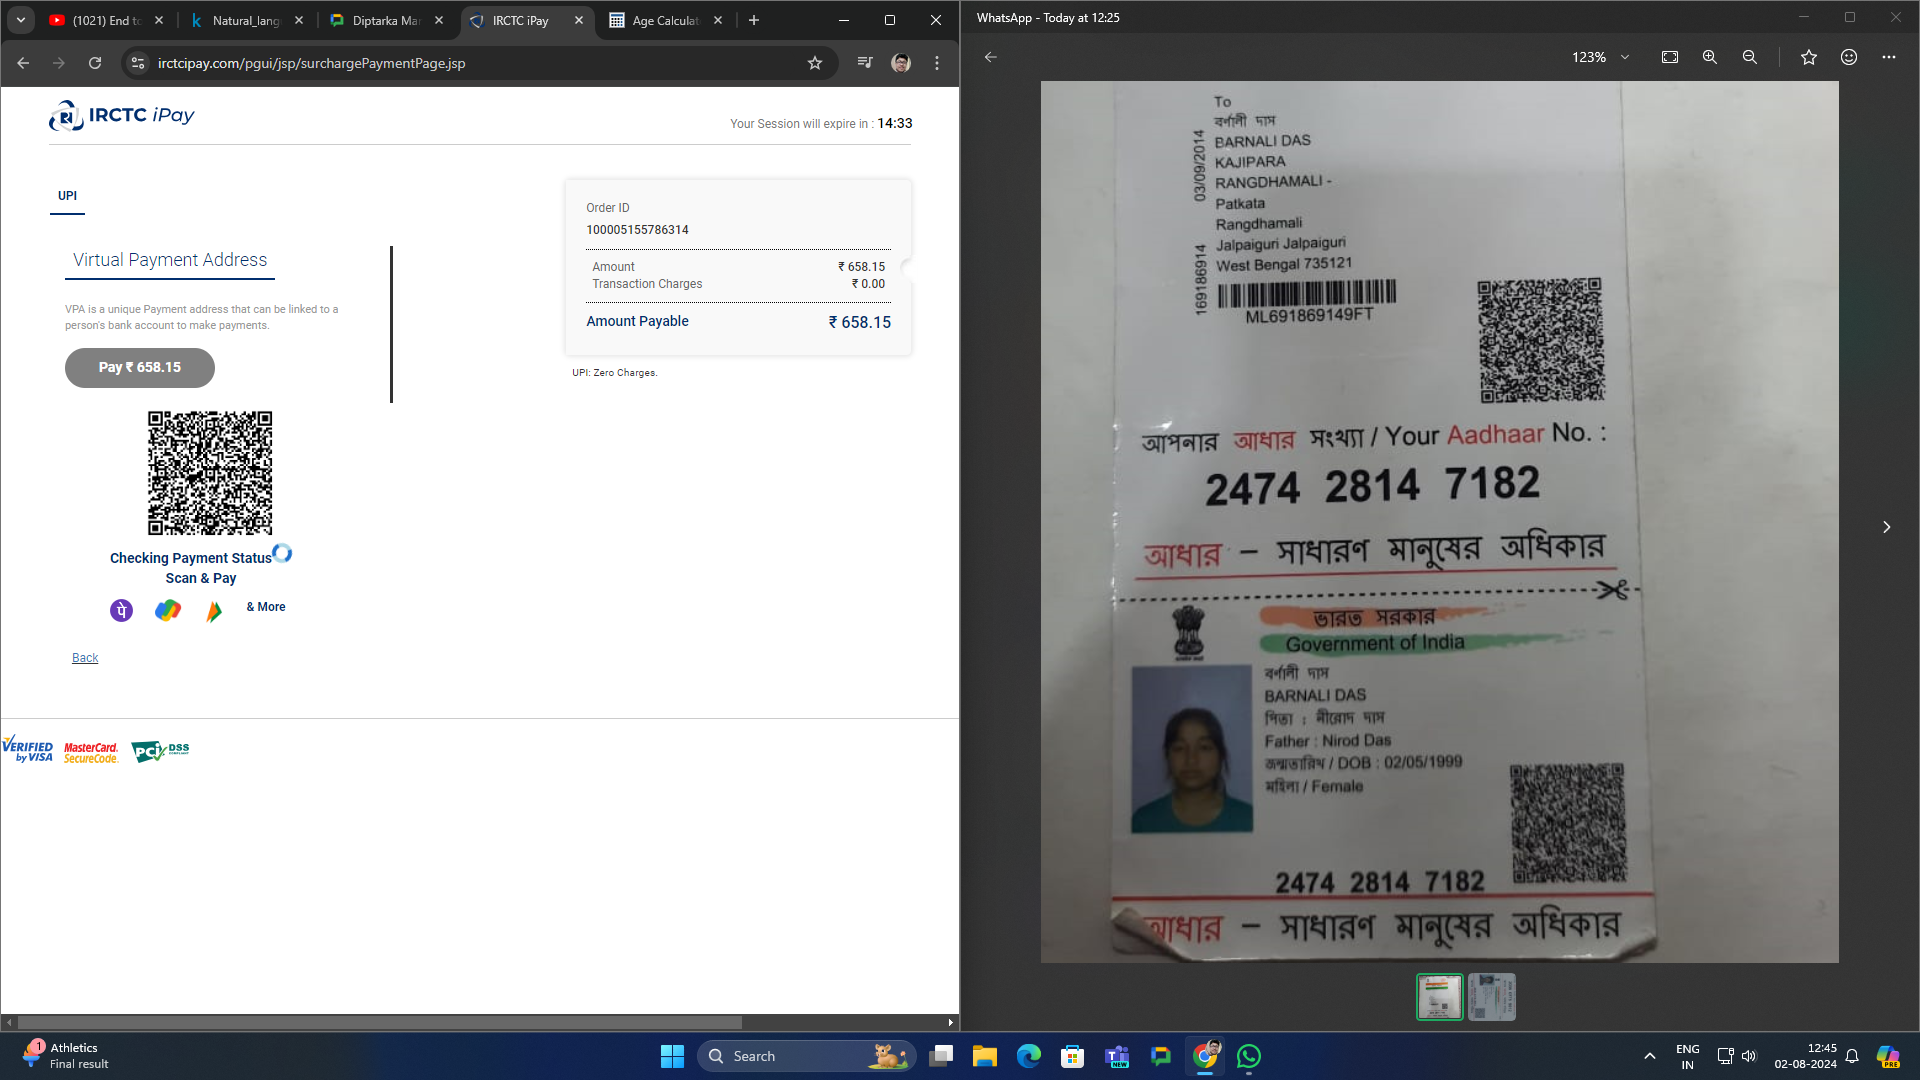 (1021) End to
Natural_lang
Diptarka Mar
IRCTC iPay
Age Calculat
irctcipay.com/pgui/jsp/surchargePaymentPage.jsp
IRCTC iPay
Your Session will expire in : 14:33
UPI
Virtual Payment Address
VPA is a unique Payment address that can be linked to a
person's bank account to make payments.
Pay ₹ 658.15
Checking Payment Status
Scan & Pay
पे
& More
Back
Order ID
100005155786314
Amount ₹ 658.15
Transaction Charges ₹ 0.00
Amount Payable ₹ 658.15
UPI: Zero Charges.
VERIFIED
by VISA
MasterCard.
SecureCode.
PCI DSS
WhatsApp - Today at 12:25
123%
To
বর্ণালী দাস
BARNALI DAS
KAJIPARA
RANGDHAMALI -
Patkata
Rangdhamali
Jalpaiguri Jalpaiguri
West Bengal 735121
03/09/2014
169186914
ML691869149FT
আপনার আধার সংখ্যা / Your Aadhaar No. :
2474 2814 7182
আধার – সাধারণ মানুষের অধিকার
ভারত সরকার
Government of India
বর্ণালী দাস
BARNALI DAS
পিতা : নীরোদ দাস
Father : Nirod Das
জন্মতারিখ / DOB : 02/05/1999
মহিলা / Female
2474 2814 7182
আধার – সাধারণ মানুষের অধিকার
1
Athletics
Final result
Search
NEW
ENG
IN
12:45
02-08-2024
PRE